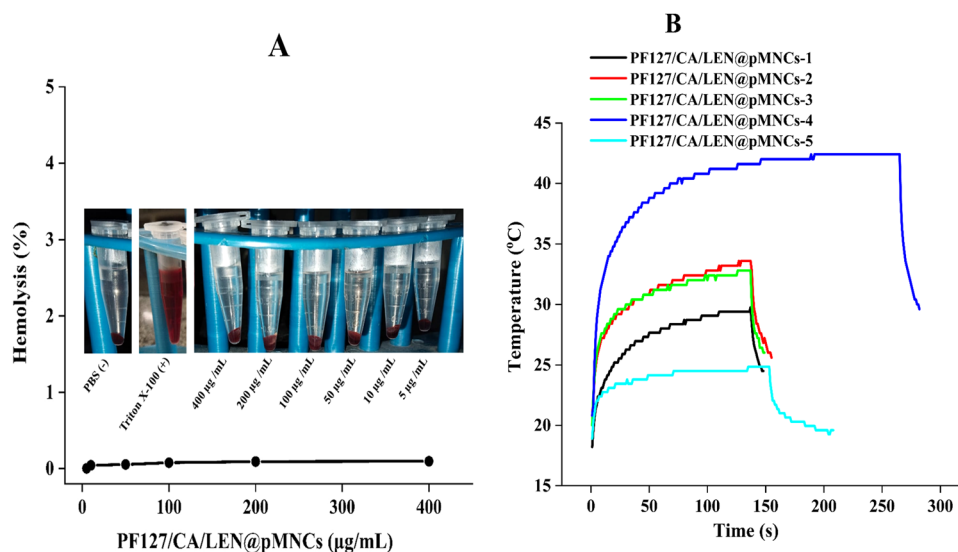 A
5
4
3
2
1
0
Hemolysis (%)
PBS (-)
Triton X-100 (+)
400 µg /mL
200 µg /mL
100 µg /mL
50 µg /mL
10 µg /mL
5 µg /mL
0
100
200
300
400
PF127/CA/LEN@pMNCs (µg/mL)
B
PF127/CA/LEN@pMNCs-1
PF127/CA/LEN@pMNCs-2
PF127/CA/LEN@pMNCs-3
PF127/CA/LEN@pMNCs-4
PF127/CA/LEN@pMNCs-5
45
40
35
30
25
20
15
Temperature (ºC)
0
50
100
150
200
250
300
Time (s)